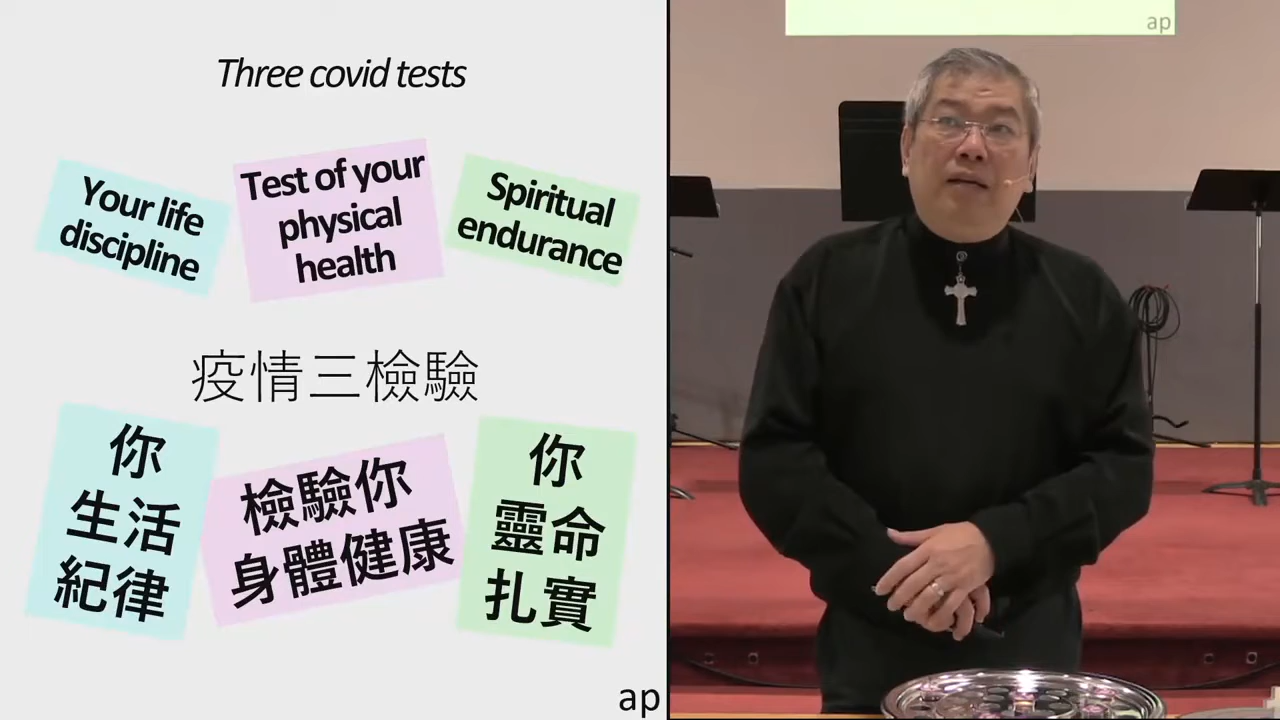 Three covid tests
Your life
discipline
Test of your
physical
health
Spiritual
endurance
疫情三檢驗
你
生活
紀律
檢驗你
身體健康
你
靈命
扎實
ap
ap